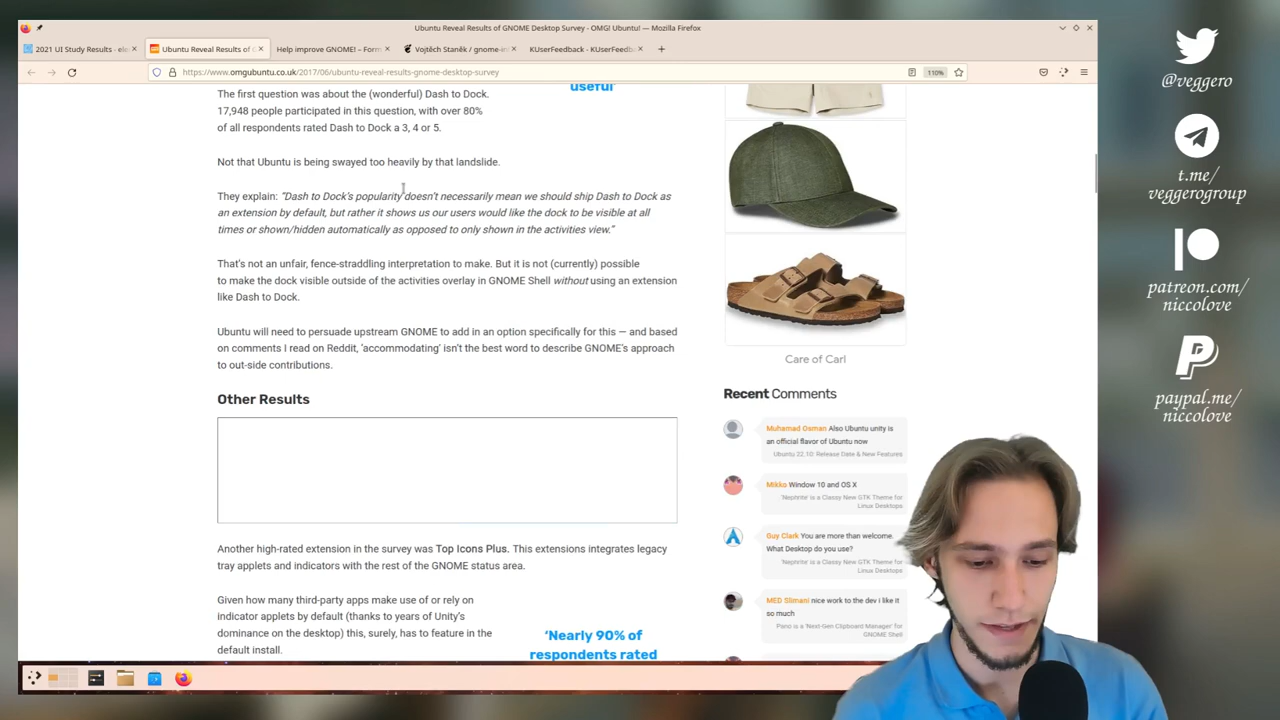 Ubuntu Reveal Results of GNOME Desktop Survey - OMG! Ubuntu! — Mozilla Firefox
2021 UI Study Results - ele
Ubuntu Reveal Results of G
Help improve GNOME! – Form
Vojtěch Staněk / gnome-in
KUserFeedback - KUserFeedb
https://www.omgubuntu.co.uk/2017/06/ubuntu-reveal-results-gnome-desktop-survey
110%
The first question was about the (wonderful) Dash to Dock.
17,948 people participated in this question, with over 80%
of all respondents rated Dash to Dock a 3, 4 or 5.
useful’
Not that Ubuntu is being swayed too heavily by that landslide.
They explain: “Dash to Dock’s popularity doesn’t necessarily mean we should ship Dash to Dock as
an extension by default, but rather it shows us our users would like the dock to be visible at all
times or shown/hidden automatically as opposed to only shown in the activities view.”
That’s not an unfair, fence-straddling interpretation to make. But it is not (currently) possible
to make the dock visible outside of the activities overlay in GNOME Shell without using an extension
like Dash to Dock.
Ubuntu will need to persuade upstream GNOME to add in an option specifically for this — and based
on comments I read on Reddit, ‘accommodating’ isn’t the best word to describe GNOME’s approach
to out-side contributions.
Other Results
Another high-rated extension in the survey was Top Icons Plus. This extensions integrates legacy
tray applets and indicators with the rest of the GNOME status area.
Given how many third-party apps make use of or rely on
indicator applets by default (thanks to years of Unity’s
dominance on the desktop) this, surely, has to feature in the
default install.
‘Nearly 90% of
respondents rated
Care of Carl
Recent Comments
Muhamad Osman Also Ubuntu unity is
an official flavor of Ubuntu now
Ubuntu 22.10: Release Date & New Features
Mikko Window 10 and OS X
‘Nephrite’ is a Classy New GTK Theme for
Linux Desktops
Guy Clark You are more than welcome.
What Desktop do you use?
‘Nephrite’ is a Classy New GTK Theme for
Linux Desktops
MED Slimani nice work to the dev i like it
so much
Pano is a ‘Next-Gen Clipboard Manager’ for
GNOME Shell
@veggero
t.me/
veggerogroup
patreon.com/
niccolove
paypal.me/
niccolove